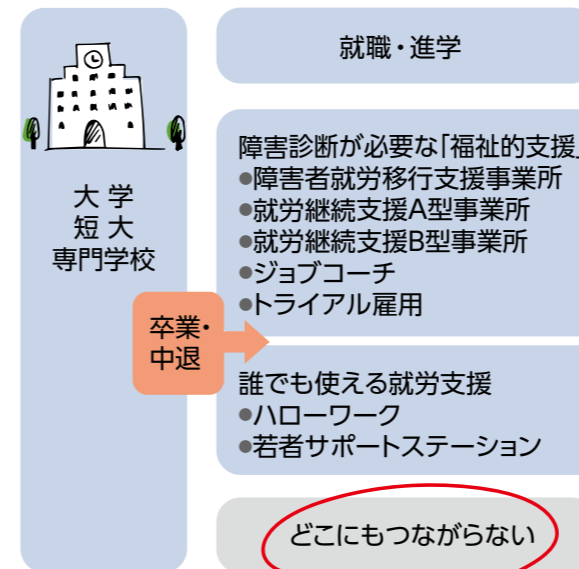 大学
短大
専門学校
卒業・
中退
就職・進学
障害診断が必要な「福祉的支援」
●障害者就労移行支援事業所
●就労継続支援A型事業所
●就労継続支援B型事業所
●ジョブコーチ
●トライアル雇用
誰でも使える就労支援
●ハローワーク
●若者サポートステーション
どこにもつながらない